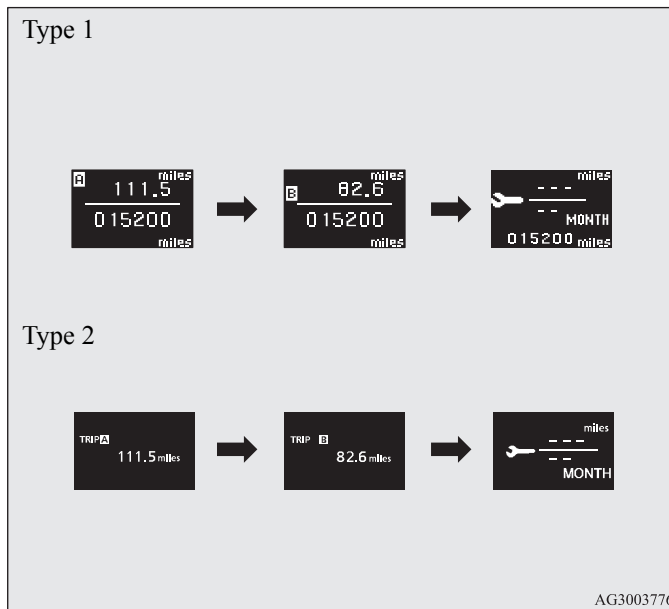 Type 1
A miles
111.5
015200
miles
B miles
82.6
015200
miles
miles
- - -
- - MONTH
015200 miles
Type 2
TRIP A
111.5 miles
TRIP B
82.6 miles
miles
- - -
- -
MONTH
AG3003776